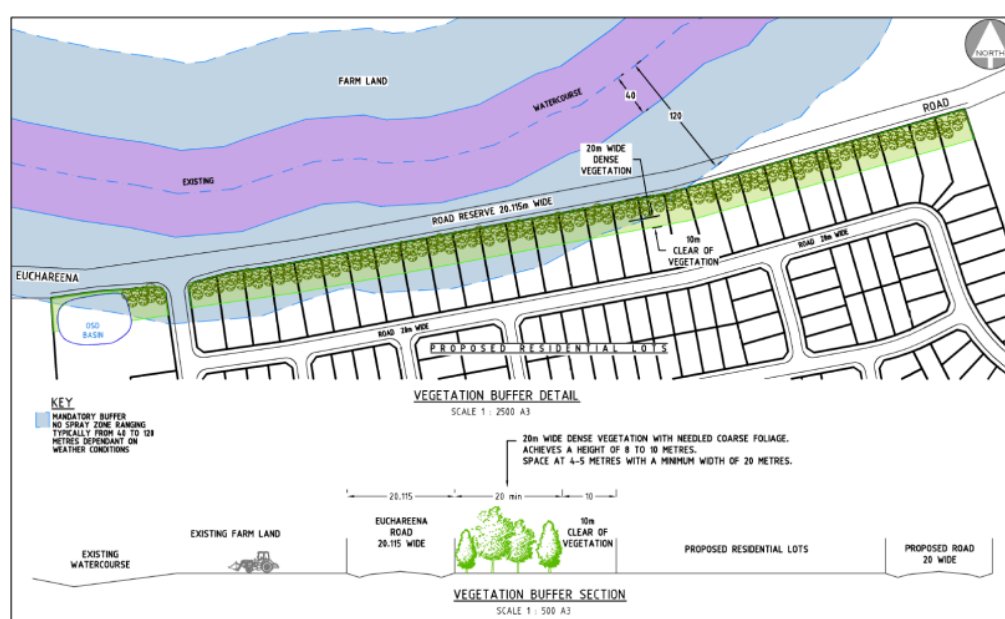 NORTH
FARM LAND
WATERCOURSE
40
120
ROAD
20m WIDE
DENSE
VEGETATION
EXISTING
ROAD RESERVE 20.115m WIDE
10m
CLEAR OF
VEGETATION
ROAD 20m WIDE
EUCHAREENA
OSD
BASIN
ROAD 20m WIDE
PROPOSED RESIDENTIAL LOTS
VEGETATION BUFFER DETAIL
SCALE 1 : 2500 A3
KEY
MANDATORY BUFFER
NO SPRAY ZONE RANGING
TYPICALLY FROM 40 TO 120
METRES DEPENDANT ON
WEATHER CONDITIONS
20m WIDE DENSE VEGETATION WITH NEEDLED COARSE FOLIAGE.
ACHIEVES A HEIGHT OF 8 TO 10 METRES.
SPACE AT 4-5 METRES WITH A MINIMUM WIDTH OF 20 METRES.
20.115
20 min
10
EXISTING
WATERCOURSE
EXISTING FARM LAND
EUCHAREENA
ROAD
20.115 WIDE
10m
CLEAR OF
VEGETATION
PROPOSED RESIDENTIAL LOTS
PROPOSED ROAD
20 WIDE
VEGETATION BUFFER SECTION
SCALE 1 : 500 A3